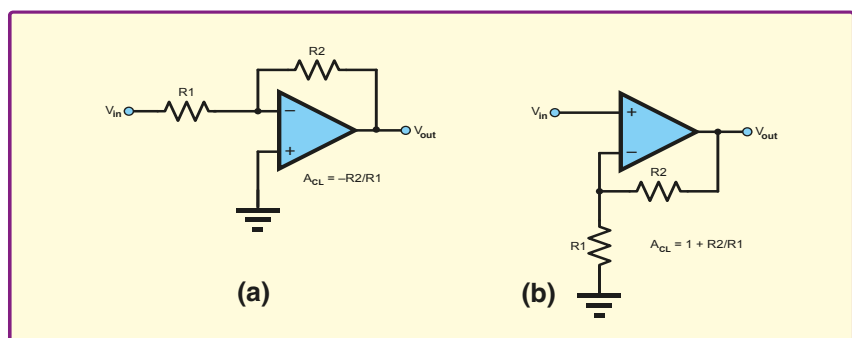 R2
R1
Vin
−
+
Vout
ACL = –R2/R1
(a)
Vin
+
−
Vout
R2
R1
ACL = 1 + R2/R1
(b)